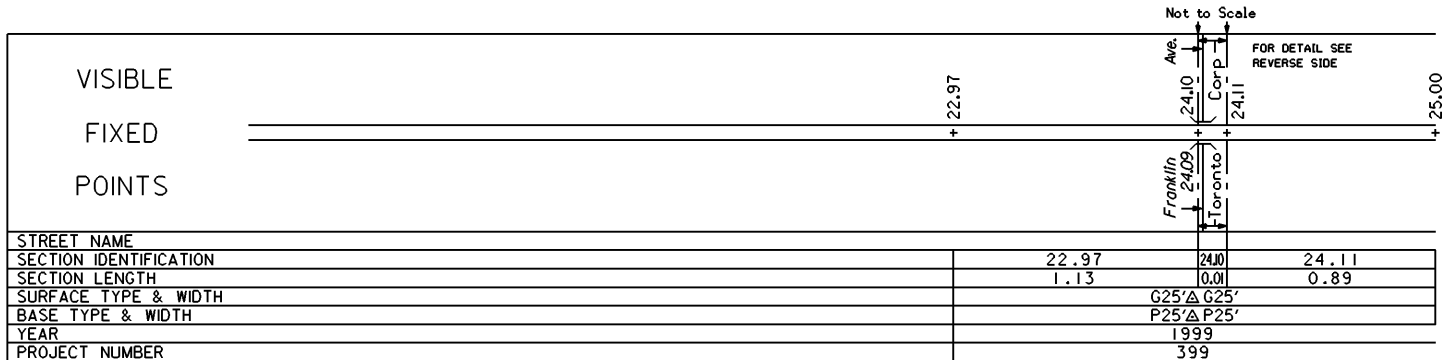 Not to Scale
VISIBLE
FIXED
POINTS
22.97
Ave.
24.10
Corp
24.11
FOR DETAIL SEE
REVERSE SIDE
25.00
Franklin
24.09
Toronto
STREET NAME
SECTION IDENTIFICATION 22.97 24.10 24.11
SECTION LENGTH 1.13 0.01 0.89
SURFACE TYPE & WIDTH G25'△ G25'
BASE TYPE & WIDTH P25'△ P25'
YEAR 1999
PROJECT NUMBER 399